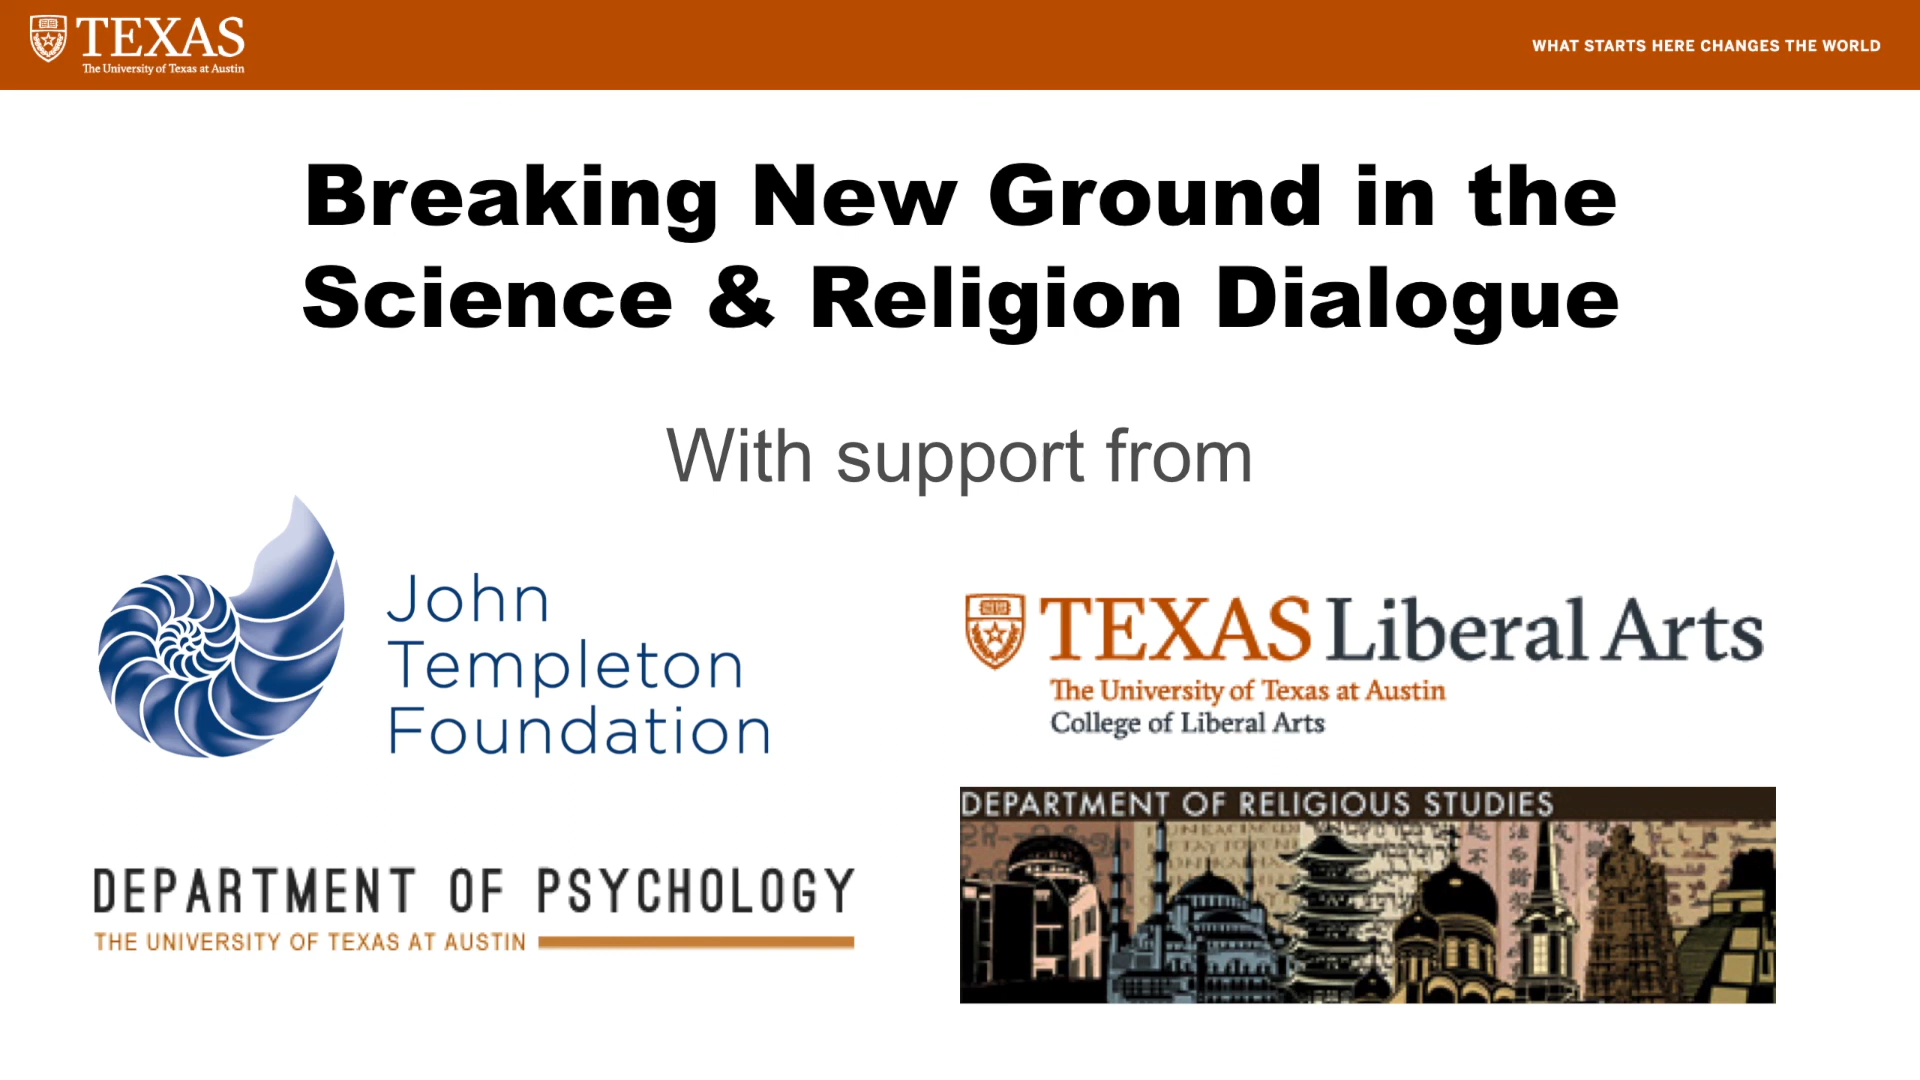 TEXAS
The University of Texas at Austin
WHAT STARTS HERE CHANGES THE WORLD
Breaking New Ground in the
Science & Religion Dialogue
With support from
John
Templeton
Foundation
TEXAS Liberal Arts
The University of Texas at Austin
College of Liberal Arts
DEPARTMENT OF PSYCHOLOGY
THE UNIVERSITY OF TEXAS AT AUSTIN
DEPARTMENT OF RELIGIOUS STUDIES